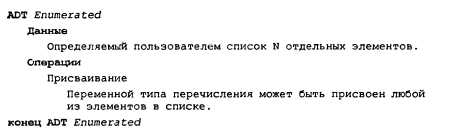 ADT Enumerated
Данные
Определяемый пользователем список N отдельных элементов.
Операции
Присваивание
Переменной типа перечисления может быть присвоен любой
из элементов в списке.
конец ADT Enumerated